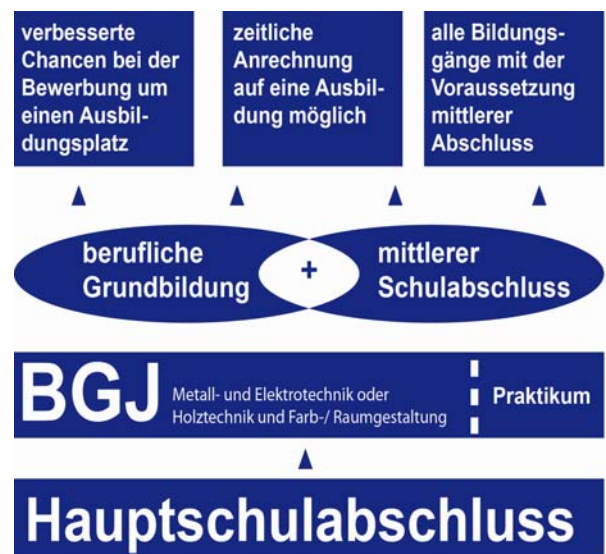 verbesserte
Chancen bei der
Bewerbung um
einen Ausbil-
dungsplatz
zeitliche
Anrechnung
auf eine Ausbil-
dung möglich
alle Bildungs-
gänge mit der
Voraussetzung
mittlerer
Abschluss
berufliche
Grundbildung
+
mittlerer
Schulabschluss
BGJ
Metall- und Elektrotechnik oder
Holztechnik und Farb-/ Raumgestaltung
Praktikum
Hauptschulabschluss